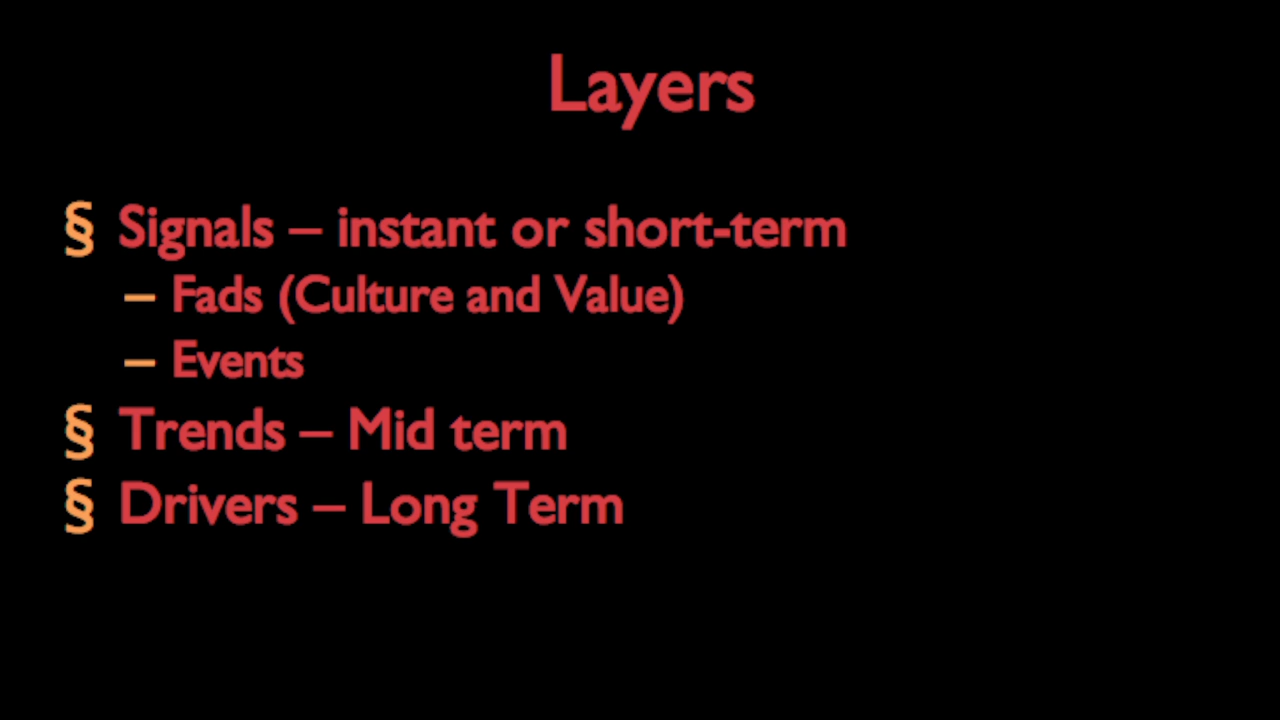 Layers
§ Signals – instant or short-term
– Fads (Culture and Value)
– Events
§ Trends – Mid term
§ Drivers – Long Term